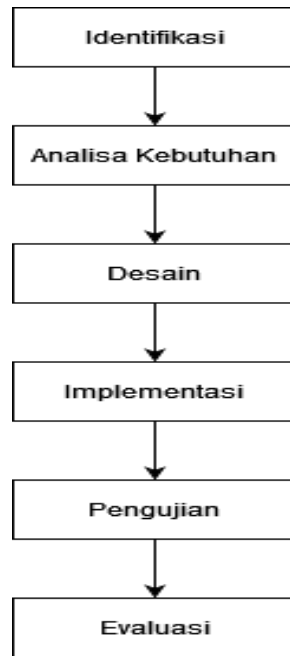 Identifikasi
Analisa Kebutuhan
Desain
Implementasi
Pengujian
Evaluasi